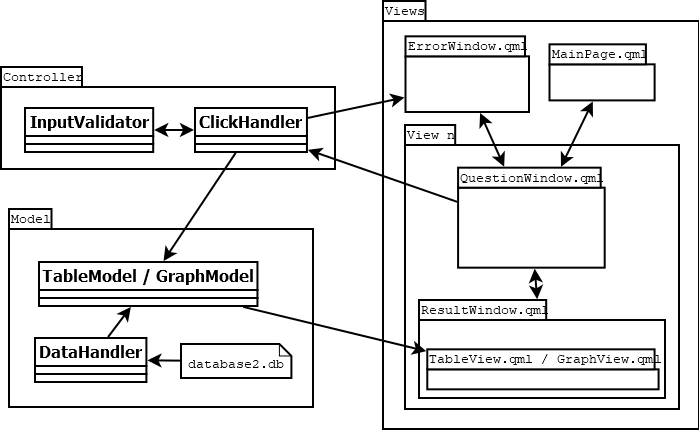 Views
ErrorWindow.qml
MainPage.qml
Controller
InputValidator
ClickHandler
View n
QuestionWindow.qml
Model
TableModel / GraphModel
ResultWindow.qml
DataHandler
database2.db
TableView.qml / GraphView.qml